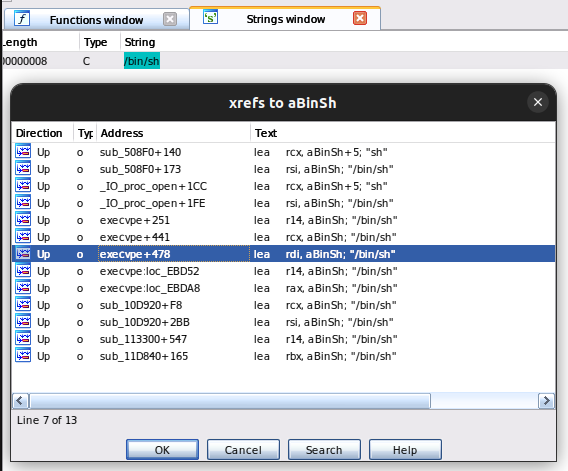 Functions window
Strings window
Length Type String
00000008 C /bin/sh
xrefs to aBinSh
Direction Typ Address Text
Up o sub_508F0+140 lea rcx, aBinSh+5; "sh"
Up o sub_508F0+173 lea rsi, aBinSh; "/bin/sh"
Up o _IO_proc_open+1CC lea rcx, aBinSh+5; "sh"
Up o _IO_proc_open+1FE lea rsi, aBinSh; "/bin/sh"
Up o execvpe+251 lea r14, aBinSh; "/bin/sh"
Up o execvpe+441 lea rcx, aBinSh; "/bin/sh"
Up o execvpe+478 lea rdi, aBinSh; "/bin/sh"
Up o execvpe:loc_EBD52 lea r14, aBinSh; "/bin/sh"
Up o execvpe:loc_EBDA8 lea rax, aBinSh; "/bin/sh"
Up o sub_10D920+F8 lea rcx, aBinSh; "/bin/sh"
Up o sub_10D920+2BB lea rsi, aBinSh; "/bin/sh"
Up o sub_113300+547 lea r14, aBinSh; "/bin/sh"
Up o sub_11D840+165 lea rbx, aBinSh; "/bin/sh"
Line 7 of 13
OK Cancel Search Help